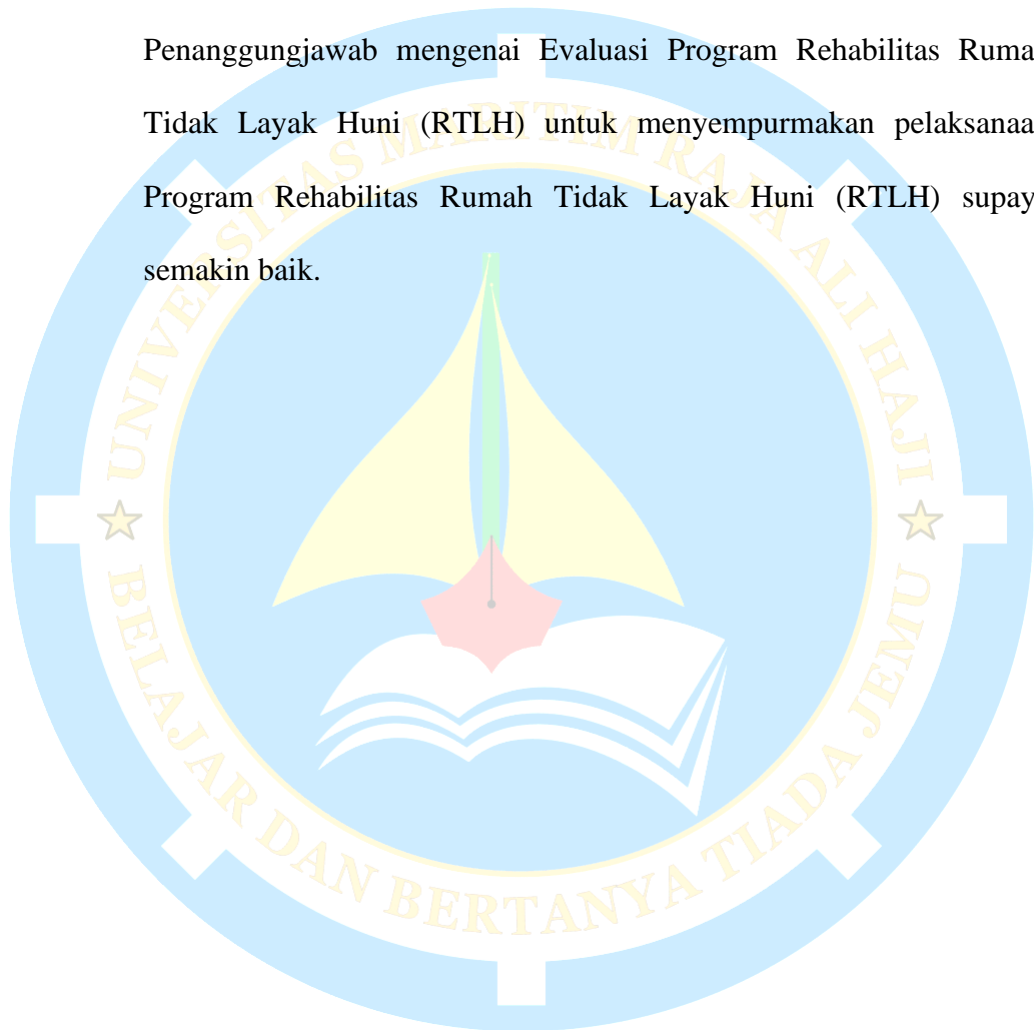 Penanggungjawab mengenai Evaluasi Program Rehabilitas Ruma
Tidak Layak Huni (RTLH) untuk menyempurmakan pelaksanaa
Program Rehabilitas Rumah Tidak Layak Huni (RTLH) supay
semakin baik.
UNIVERSITAS MARITIM RAJA ALI HAJI
BELAJAR DAN BERTANYA TIADA JEMU